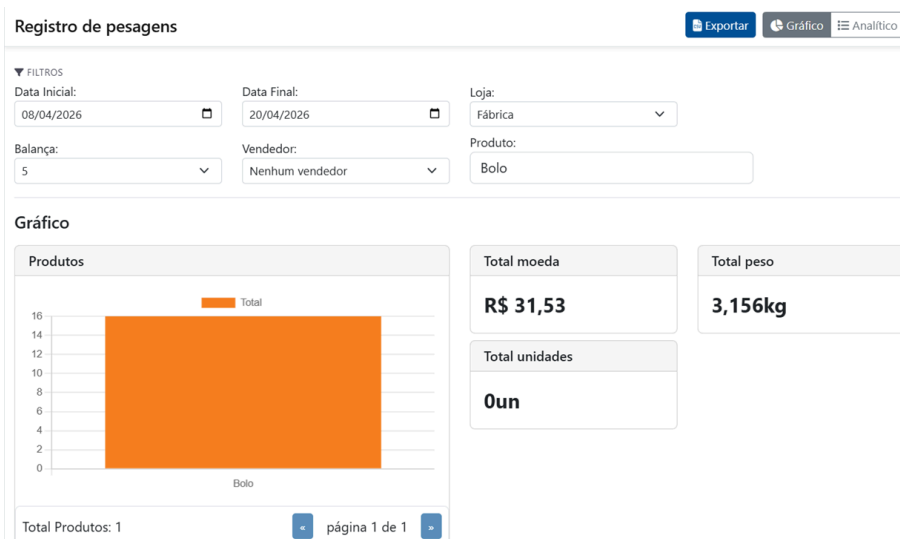 Registro de pesagens
Exportar
Gráfico
Analítico
FILTROS
Data Inicial:
08/04/2026
Data Final:
20/04/2026
Loja:
Fábrica
Balança:
5
Vendedor:
Nenhum vendedor
Produto:
Bolo
Gráfico
Produtos
Total
16
14
12
10
8
6
4
2
0
Bolo
Total Produtos: 1
«
página 1 de 1
»
Total moeda
R$ 31,53
Total peso
3,156kg
Total unidades
0un